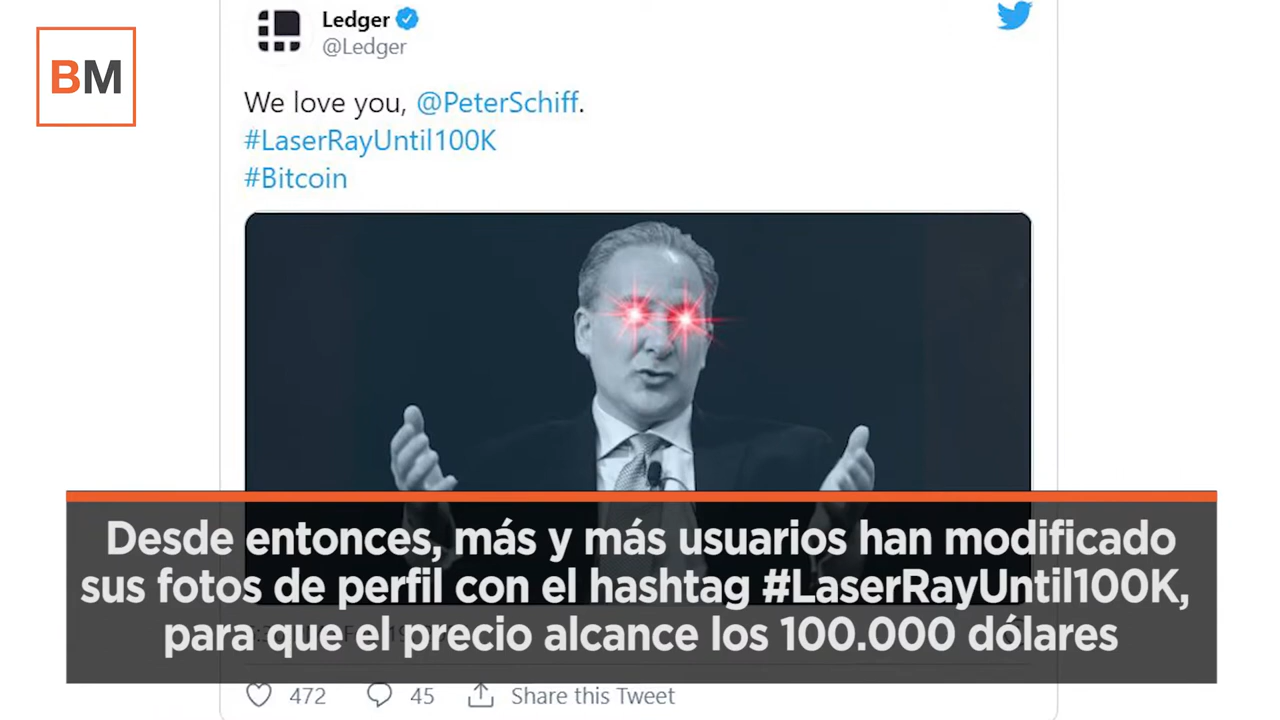 BM
Ledger
@Ledger
We love you, @PeterSchiff.
#LaserRayUntil100K
#Bitcoin
Desde entonces, más y más usuarios han modificado
sus fotos de perfil con el hashtag #LaserRayUntil100K,
para que el precio alcance los 100.000 dólares
472 45 Share this Tweet